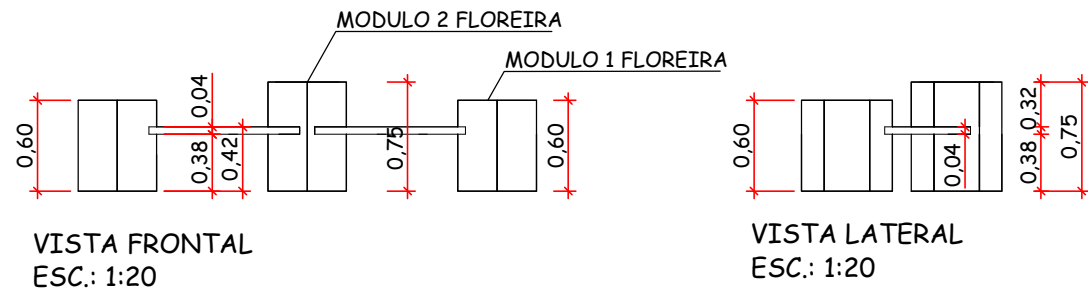 MODULO 2 FLOREIRA
MODULO 1 FLOREIRA
0,60
0,04
0,38
0,42
0,75
0,60
0,60
0,04
0,32
0,38
0,75
VISTA FRONTAL
ESC.: 1:20
VISTA LATERAL
ESC.: 1:20